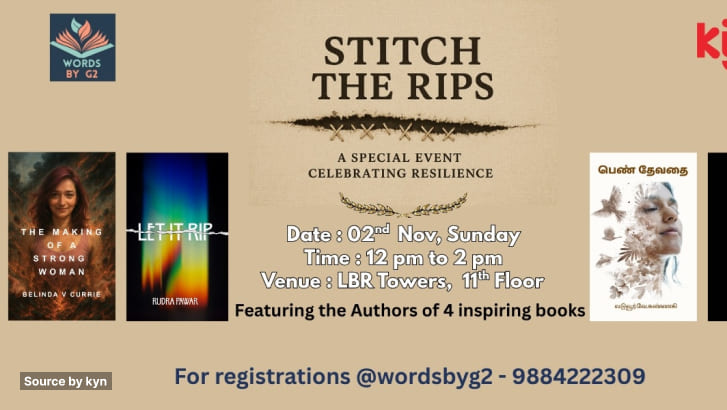 WORDS
BY G2
STITCH
THE RIPS
A SPECIAL EVENT
CELEBRATING RESILIENCE
Date : 02nd Nov, Sunday
Time : 12 pm to 2 pm
Venue : LBR Towers, 11th Floor
Featuring the Authors of 4 inspiring books
THE MAKING
OF A
STRONG
WOMAN
BELINDA V CURRIE
LET IT RIP
RUDRA PAWAR
பெண் தேவதை
For registrations @wordsbyg2 - 9884222309
Source by kyn